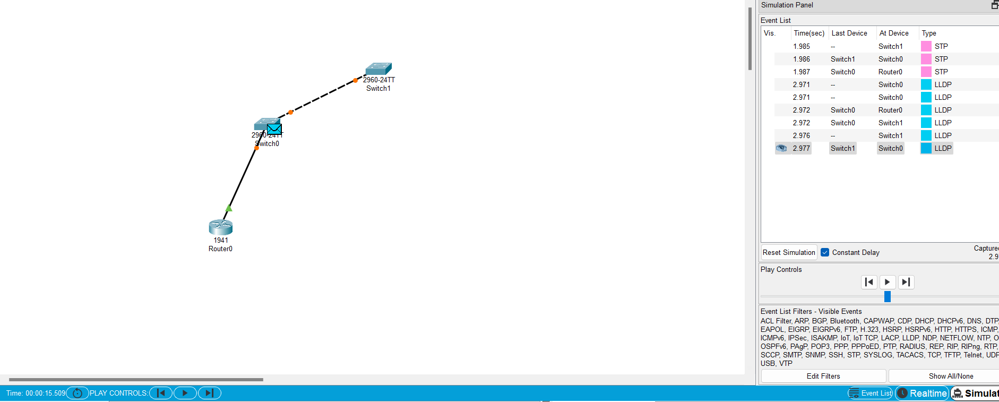 Simulation Panel
Event List
Vis. Time(sec) Last Device At Device Type
1.985 -- Switch1 STP
1.986 Switch1 Switch0 STP
1.987 Switch0 Router0 STP
2.971 -- Switch0 LLDP
2.971 -- Switch0 LLDP
2.972 Switch0 Router0 LLDP
2.972 Switch0 Switch1 LLDP
2.976 -- Switch1 LLDP
2.977 Switch1 Switch0 LLDP
2960-24TT
Switch1
2960-24TT
Switch0
1941
Router0
Reset Simulation Constant Delay Captured
2.97
Play Controls
Event List Filters - Visible Events
ACL Filter, ARP, BGP, Bluetooth, CAPWAP, CDP, DHCP, DHCPv6, DNS, DTP,
EAPOL, EIGRP, EIGRPv6, FTP, H.323, HSRP, HSRPv6, HTTP, HTTPS, ICMP,
ICMPv6, IPSec, ISAKMP, IoT, IoT TCP, LACP, LLDP, NDP, NETFLOW, NTP, O
OSPFv6, PAgP, POP3, PPP, PPPoED, PTP, RADIUS, REP, RIP, RIPng, RTP,
SCCP, SMTP, SNMP, SSH, STP, SYSLOG, TACACS, TCP, TFTP, Telnet, UDP
USB, VTP
Edit Filters Show All/None
Time: 00:00:15.509 PLAY CONTROLS: Event List Realtime Simulat